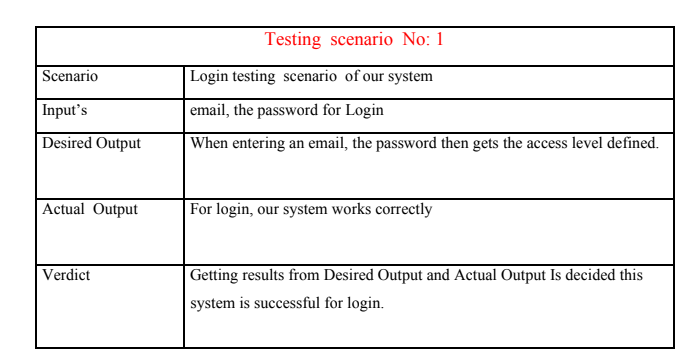 Testing scenario No: 1
Scenario
Login testing scenario of our system
Input's
email, the password for Login
Desired Output
When entering an email, the password then gets the access level defined.
Actual Output
For login, our system works correctly
Verdict
Getting results from Desired Output and Actual Output Is decided this
system is successful for login.